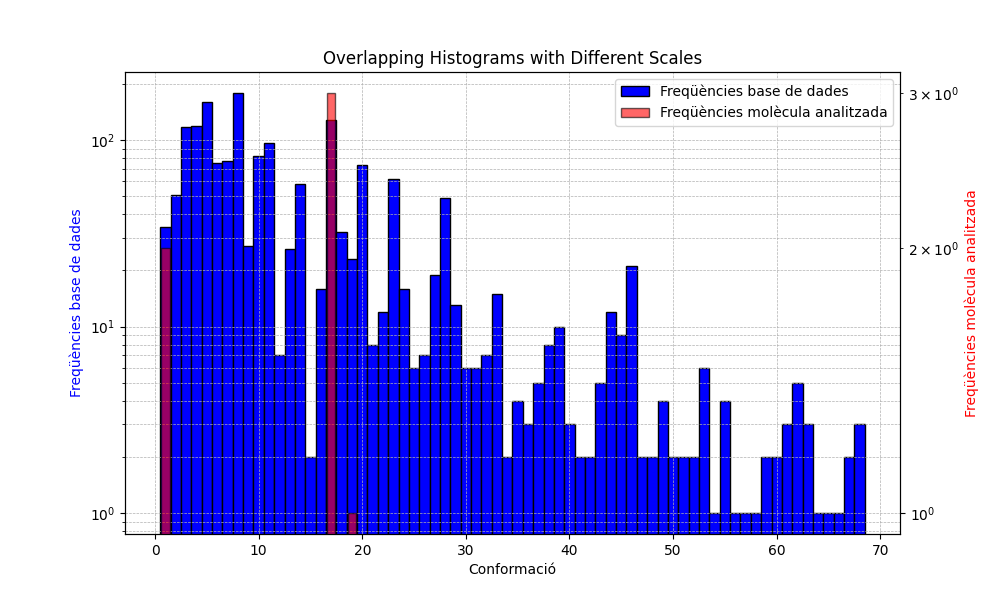 Overlapping Histograms with Different Scales
Freqüències base de dades
Freqüències molècula analitzada
Freqüències base de dades
10²
10¹
10⁰
3 × 10⁰
2 × 10⁰
10⁰
Freqüències molècula analitzada
0 10 20 30 40 50 60 70
Conformació